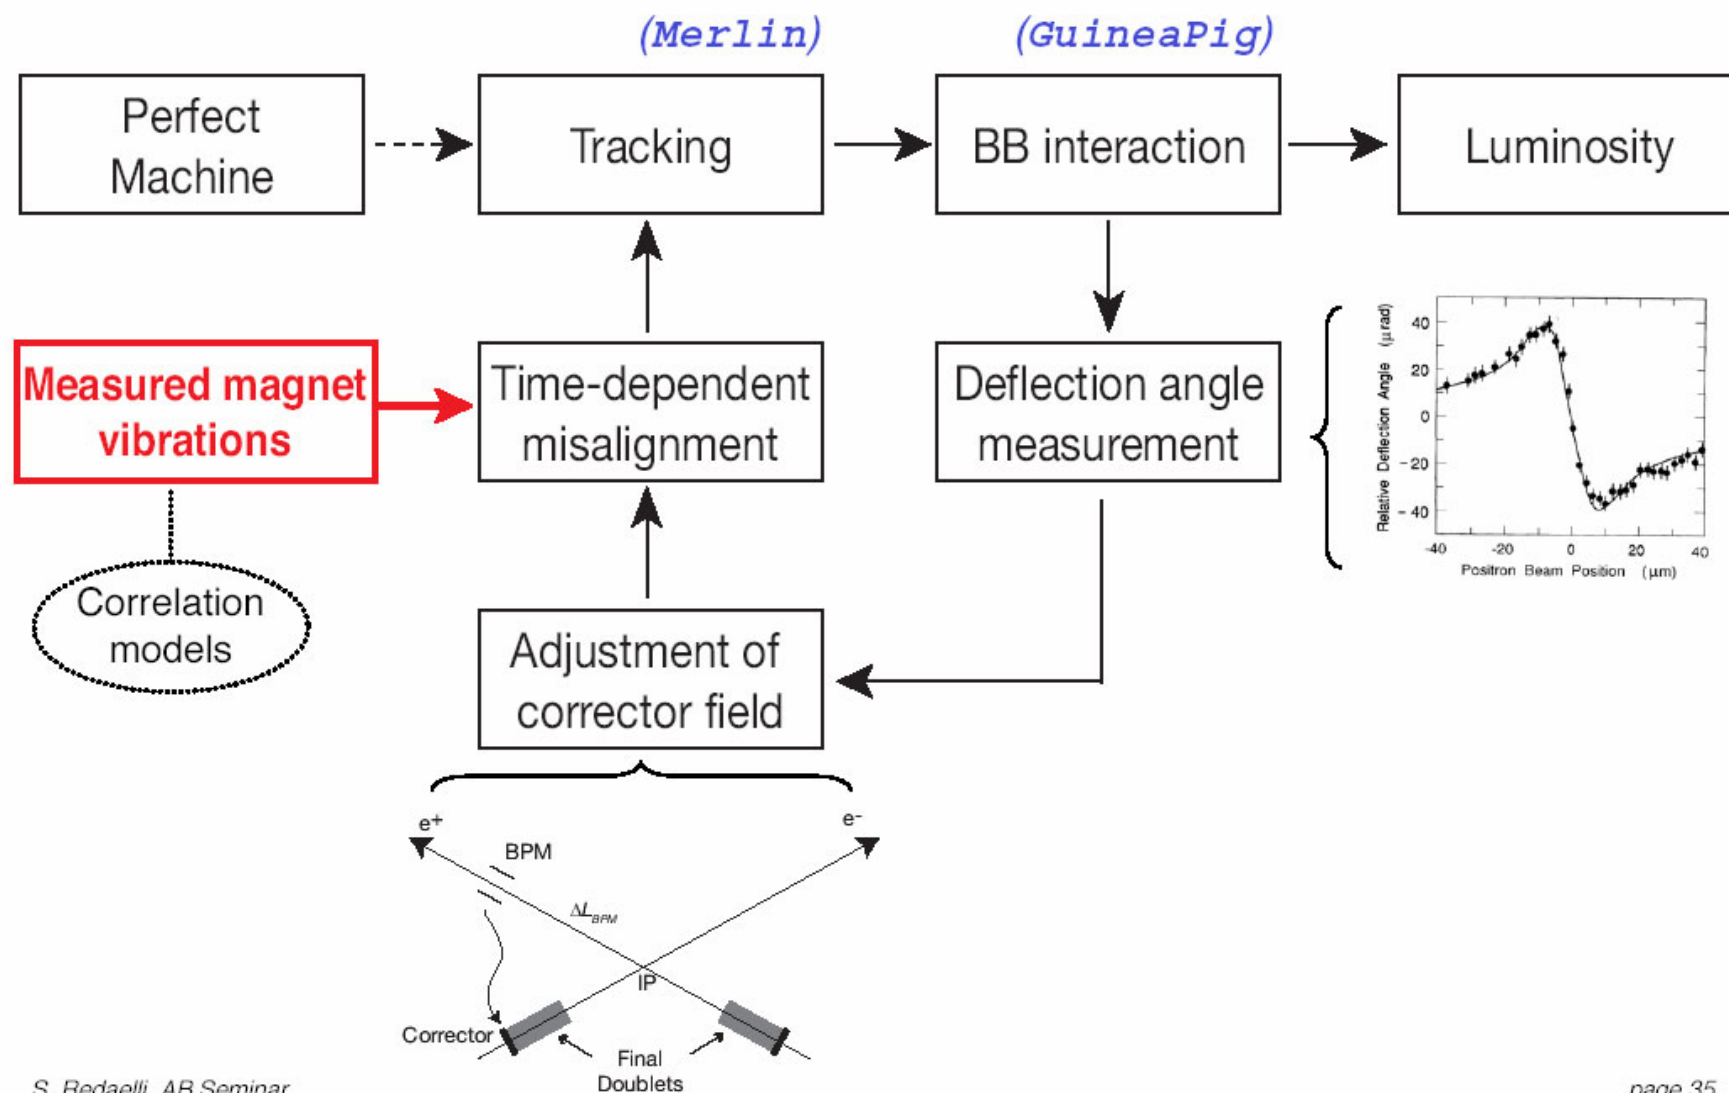 (Merlin)
(GuineaPig)
Perfect
Machine
Tracking
BB interaction
Luminosity
Measured magnet
vibrations
Time-dependent
misalignment
Deflection angle
measurement
Relative Deflection Angle (μrad)
40
20
0
-20
-40
-40 -20 0 20 40
Positron Beam Position (μm)
Correlation
models
Adjustment of
corrector field
e+
e-
BPM
ΔL_BPM
IP
Corrector
Final
Doublets
S. Redaelli, AB Seminar
page 35